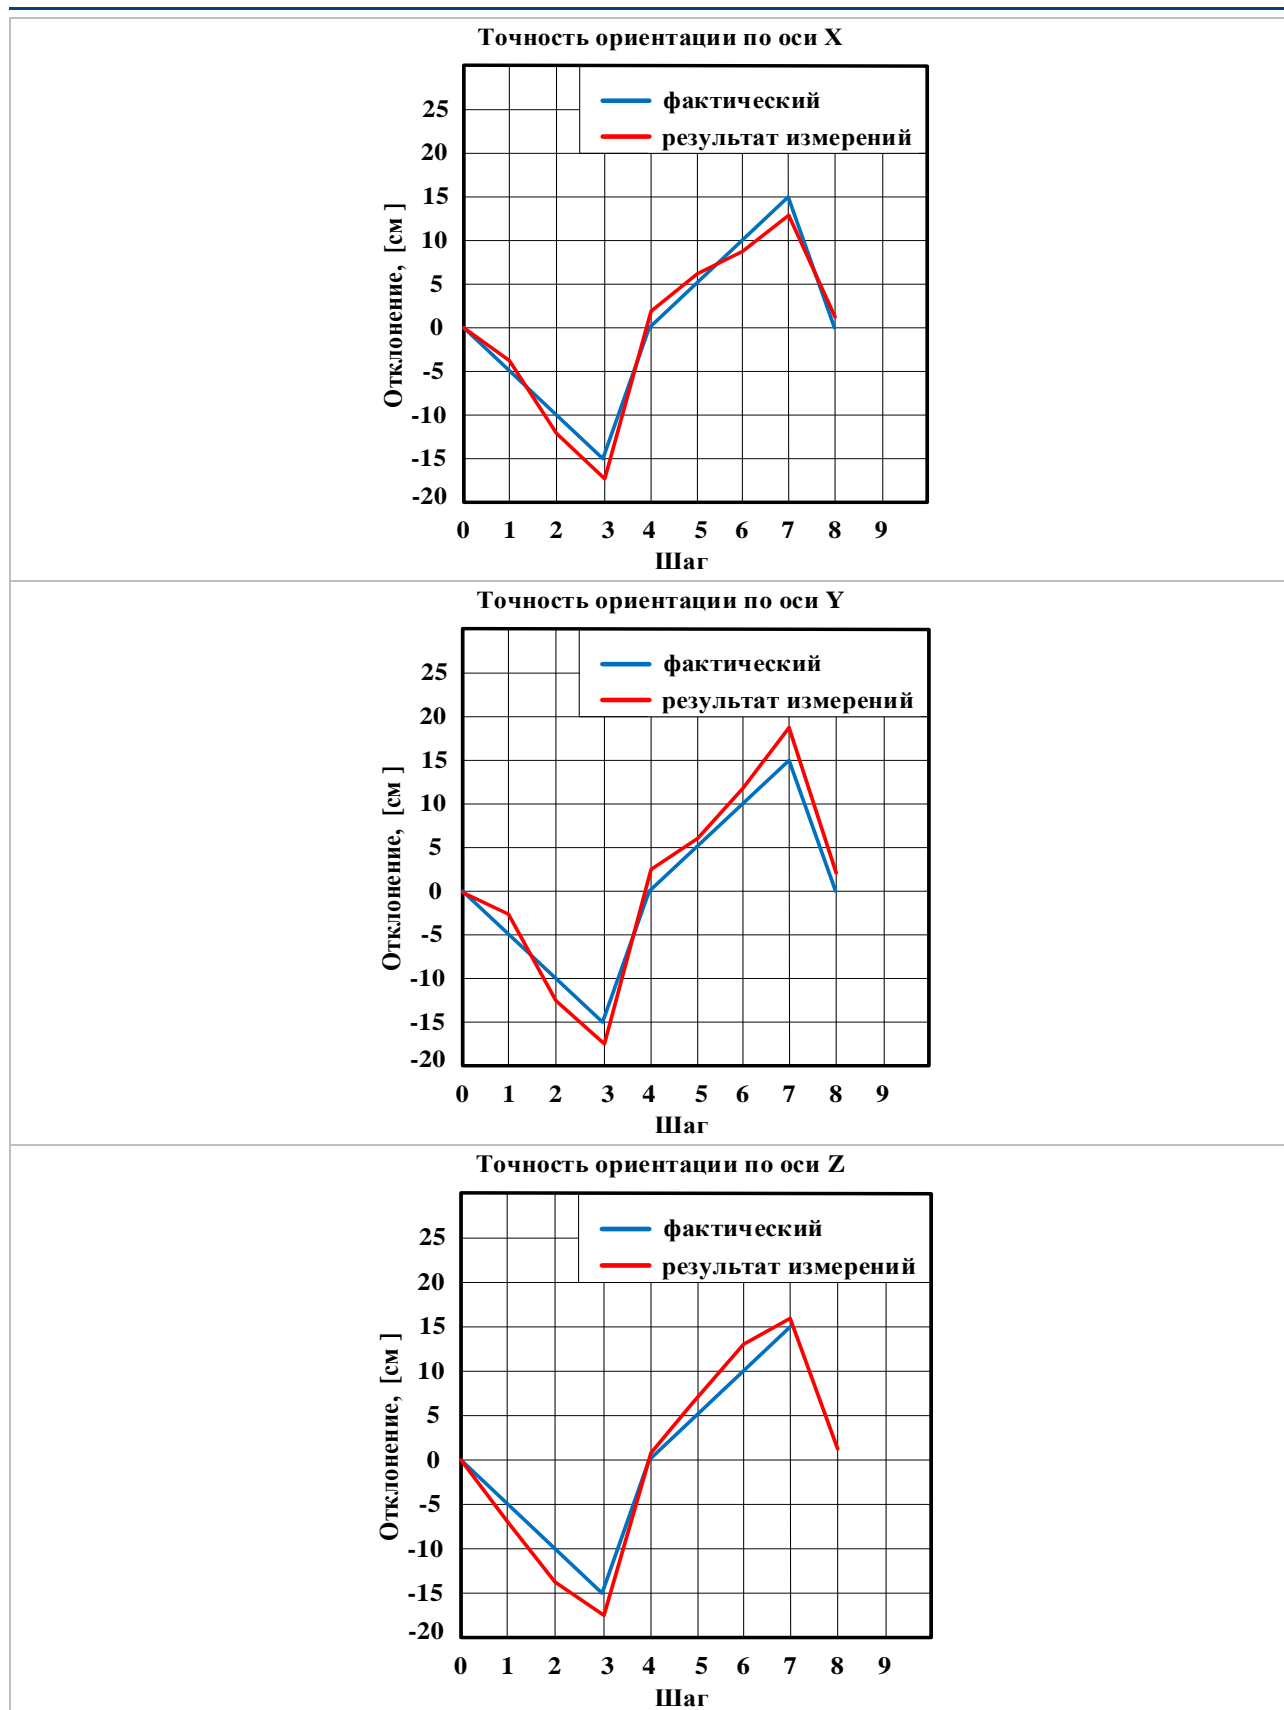 Точность ориентации по оси X
фактический
результат измерений
25
20
15
10
5
0
-5
-10
-15
-20
Отклонение, [см ]
0 1 2 3 4 5 6 7 8 9
Шаг
Точность ориентации по оси Y
фактический
результат измерений
25
20
15
10
5
0
-5
-10
-15
-20
Отклонение, [см ]
0 1 2 3 4 5 6 7 8 9
Шаг
Точность ориентации по оси Z
фактический
результат измерений
25
20
15
10
5
0
-5
-10
-15
-20
Отклонение, [см ]
0 1 2 3 4 5 6 7 8 9
Шаг